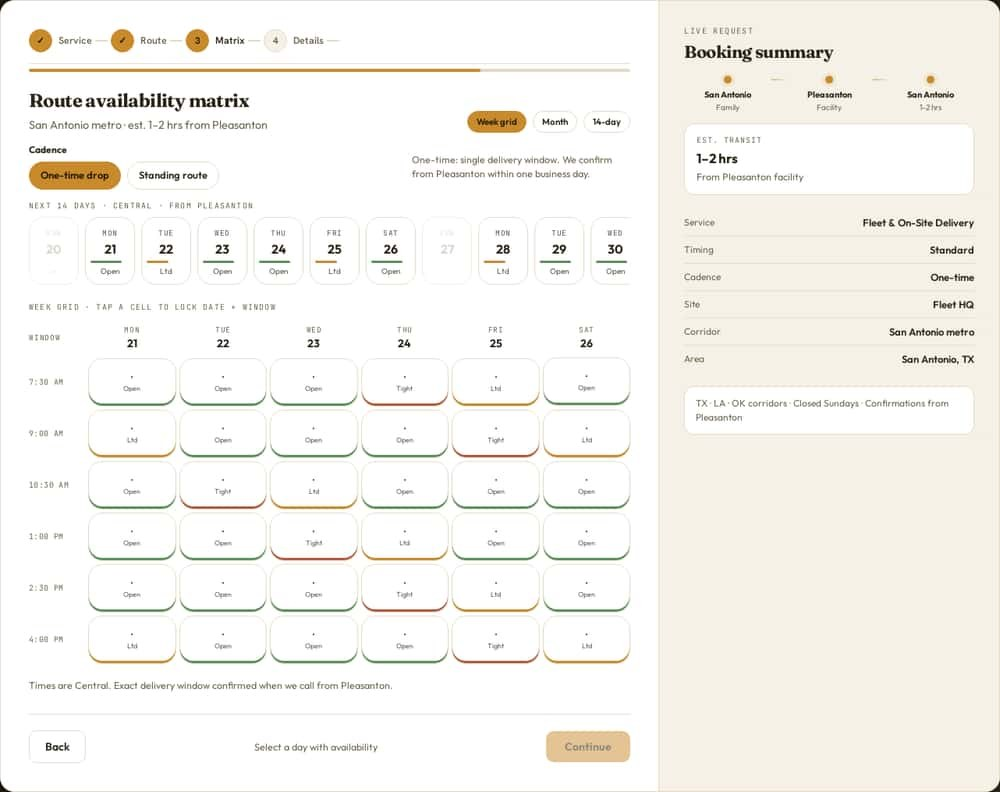 ✓ Service ✓ Route 3 Matrix 4 Details
Route availability matrix
San Antonio metro · est. 1–2 hrs from Pleasanton
Week grid Month 14-day
Cadence
One-time drop Standing route
One-time: single delivery window. We confirm
from Pleasanton within one business day.
NEXT 14 DAYS · CENTRAL · FROM PLEASANTON
MON TUE WED THU FRI SAT MON TUE WED
20 21 22 23 24 25 26 27 28 29 30
Open Ltd Open Open Ltd Open Ltd Open Open
WEEK GRID · TAP A CELL TO LOCK DATE + WINDOW
WINDOW MON TUE WED THU FRI SAT
21 22 23 24 25 26
7:30 AM Open Open Open Tight Ltd Open
9:00 AM Ltd Open Open Open Tight Ltd
10:30 AM Open Tight Ltd Open Open Open
1:00 PM Open Open Tight Ltd Open Open
2:30 PM Open Open Open Tight Ltd Open
4:00 PM Ltd Open Open Open Tight Ltd
Times are Central. Exact delivery window confirmed when we call from Pleasanton.
Back Select a day with availability Continue
LIVE REQUEST
Booking summary
San Antonio Pleasanton San Antonio
Family Facility 1–2 hrs
EST. TRANSIT
1–2 hrs
From Pleasanton facility
Service Fleet & On-Site Delivery
Timing Standard
Cadence One-time
Site Fleet HQ
Corridor San Antonio metro
Area San Antonio, TX
TX · LA · OK corridors · Closed Sundays · Confirmations from
Pleasanton